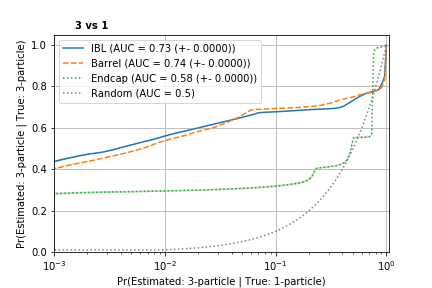 3 vs 1
IBL (AUC = 0.73 (+- 0.0000))
Barrel (AUC = 0.74 (+- 0.0000))
Endcap (AUC = 0.58 (+- 0.0000))
Random (AUC = 0.5)
Pr(Estimated: 3-particle | True: 3-particle)
1.0
0.8
0.6
0.4
0.2
0.0
10⁻³
10⁻²
10⁻¹
10⁰
Pr(Estimated: 3-particle | True: 1-particle)